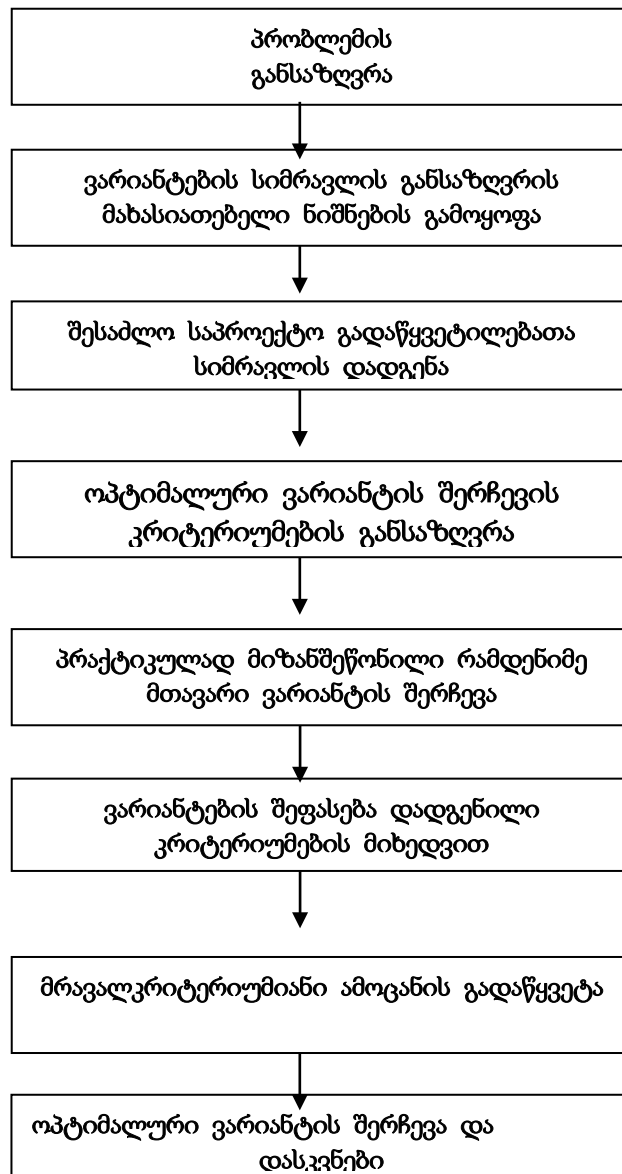 პრობლემის
განსაზღვრა
ვარიანტების სიმრავლის განსაზღვრის
მახასიათებელი ნიშნების გამოყოფა
შესაძლო საპროექტო გადაწყვეტილებათა
სიმრავლის დადგენა
ოპტიმალური ვარიანტის შერჩევის
კრიტერიუმების განსაზღვრა
პრაქტიკულად მიზანშეწონილი რამდენიმე
მთავარი ვარიანტის შერჩევა
ვარიანტების შეფასება დადგენილი
კრიტერიუმების მიხედვით
მრავალკრიტერიუმიანი ამოცანის გადაწყვეტა
ოპტიმალური ვარიანტის შერჩევა და
დასკვნები